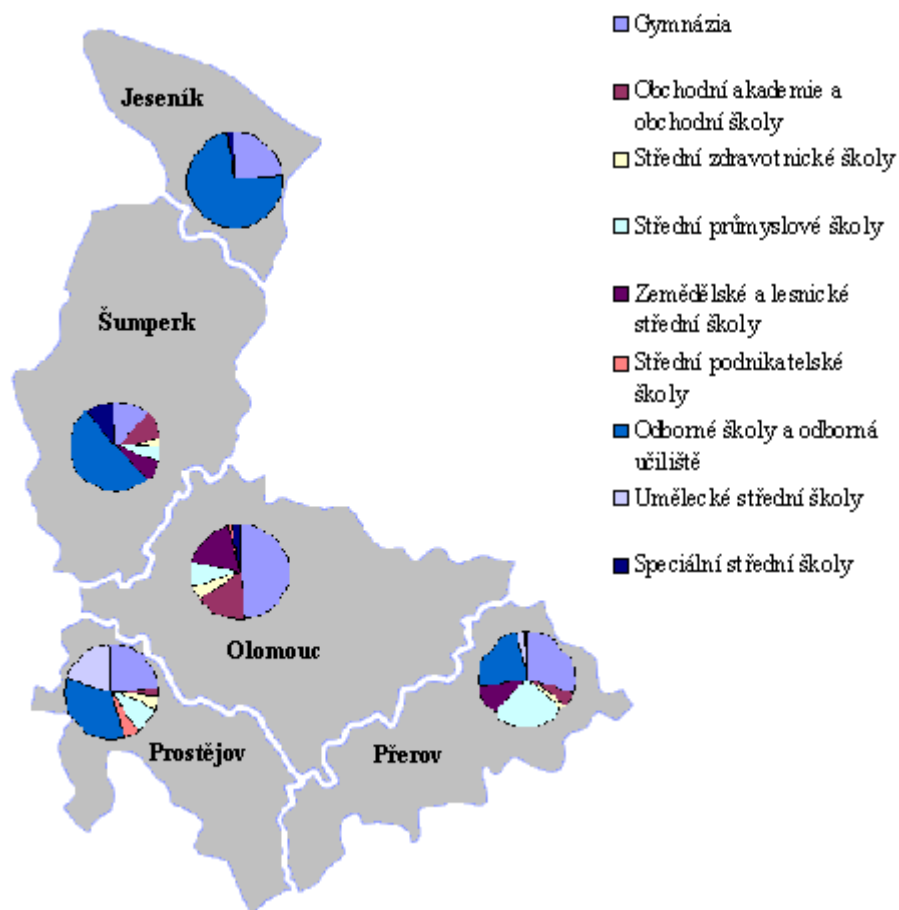 Gymnázia
Obchodní akademie a
obchodní školy
Střední zdravotnické školy
Střední průmyslové školy
Zemědělské a lesnické
střední školy
Střední podnikatelské
školy
Odborné školy a odborná
učiliště
Umělecké střední školy
Speciální střední školy
Jeseník
Šumperk
Olomouc
Prostějov
Přerov